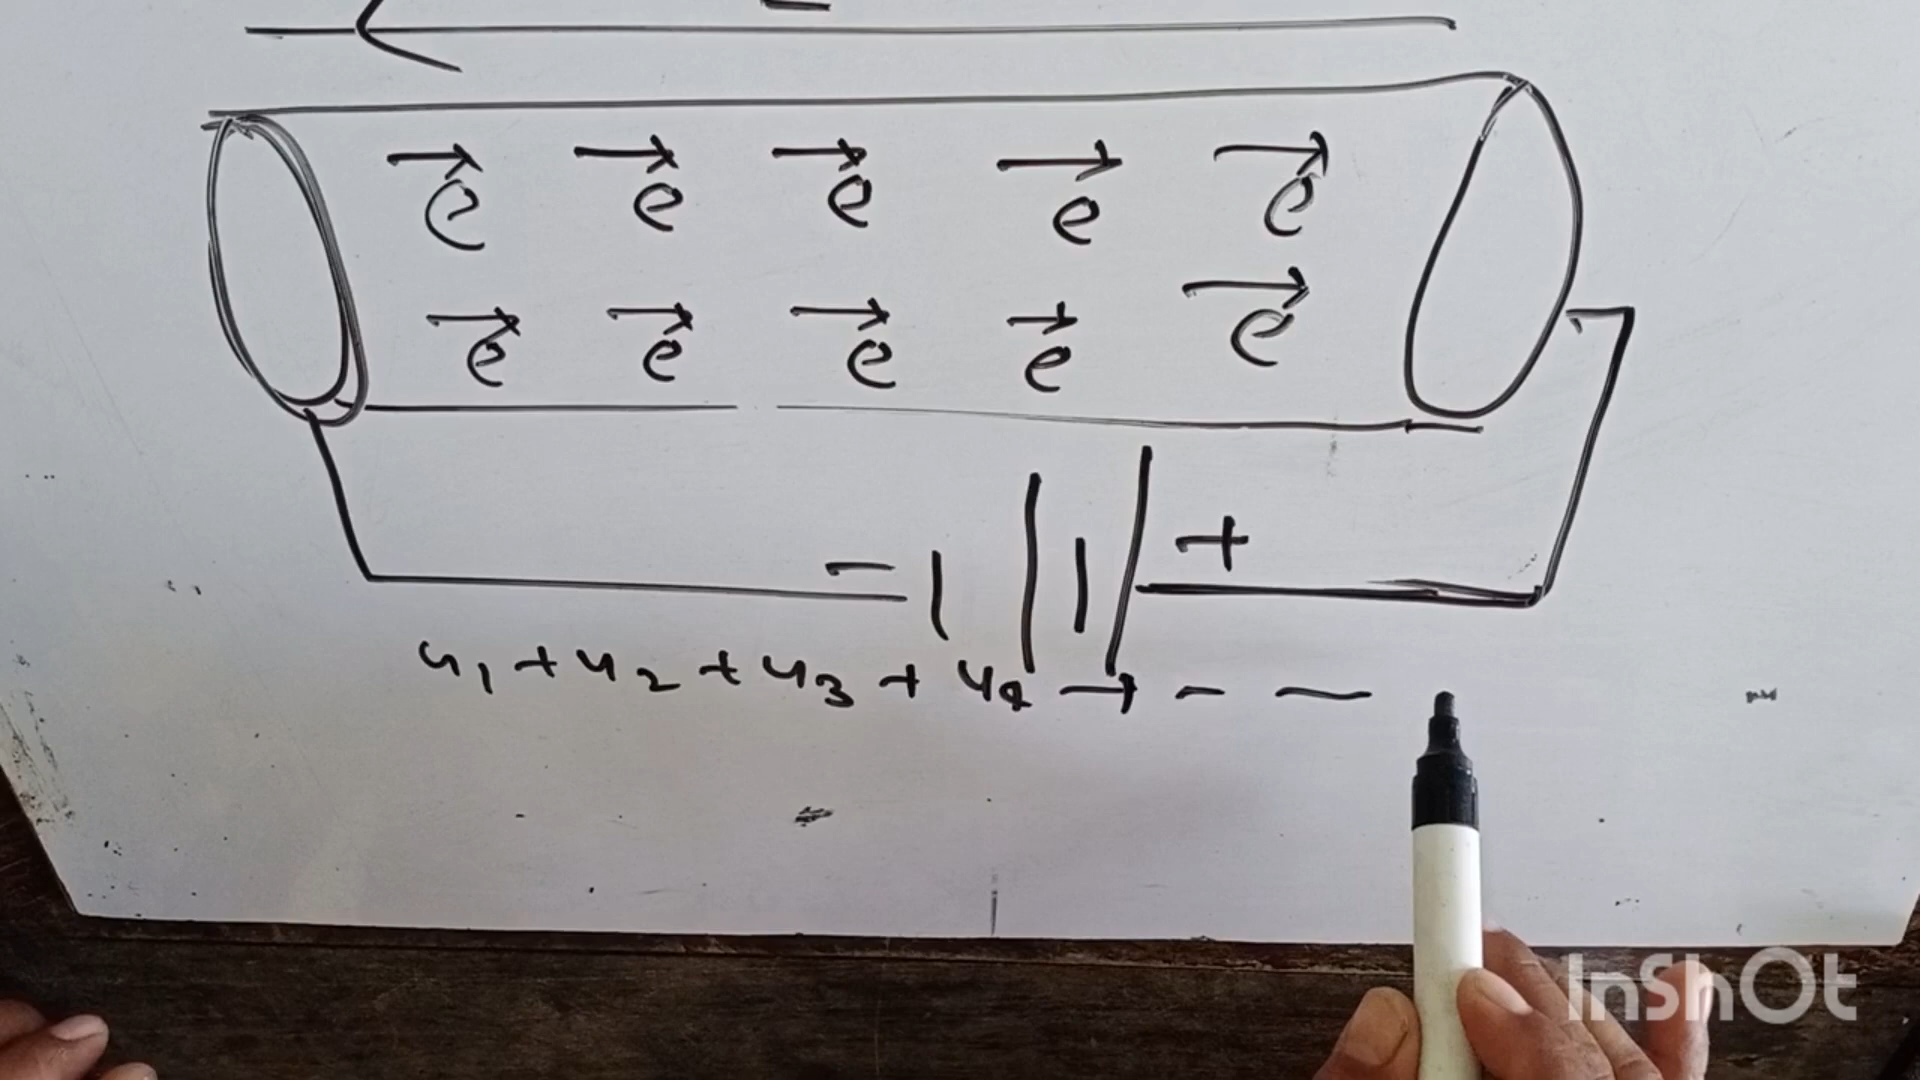 e e e e e
e e e e e
- +
u₁ + u₂ + u₃ + u₄ + - -
InShOt